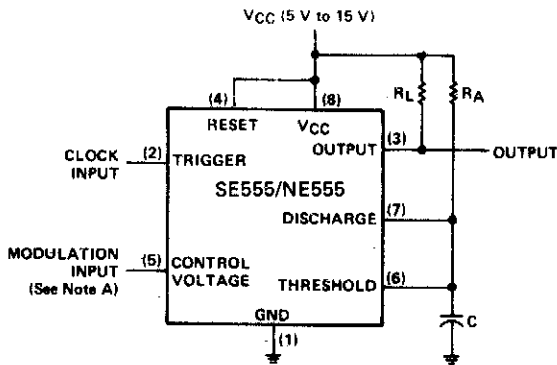 VCC (5 V to 15 V)
(4)
(8)
RL
RA
RESET
VCC
(3)
OUTPUT
OUTPUT
CLOCK
INPUT
(2)
TRIGGER
SE555/NE555
(7)
DISCHARGE
MODULATION
INPUT
(See Note A)
(5)
CONTROL
VOLTAGE
(6)
THRESHOLD
GND
(1)
C